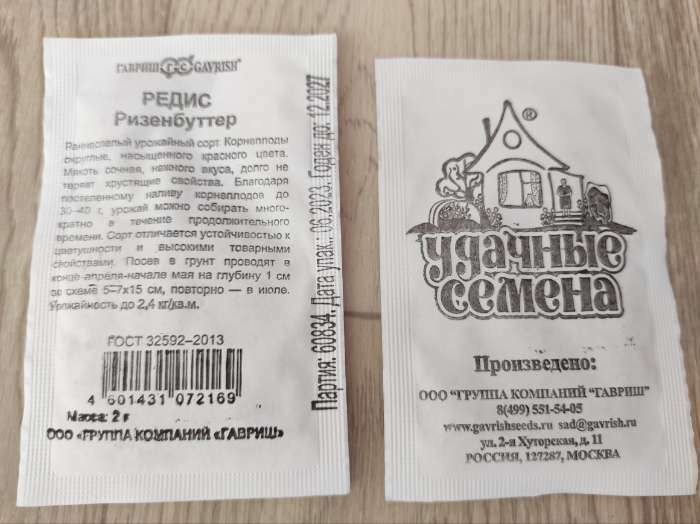 ГАВРИШ ГС GAVRISH®
РЕДИС
Ризенбуттер
Раннеспелый урожайный сорт. Корнеплоды
округлые, насыщенного красного цвета.
Мякоть сочная, нежного вкуса, долго не
теряет хрустящие свойства. Благодаря
постепенному наливу корнеплодов до
30–40 г, урожай можно собирать много-
кратно в течение продолжительного
времени. Сорт отличается устойчивостью к
цветушности и высокими товарными
свойствами. Посев в грунт проводят в
конце апреля-начале мая на глубину 1 см
по схеме 5–7х15 см, повторно — в июле.
Урожайность до 2,4 кг/кв.м.
ГОСТ 32592–2013
4 601431 072169
Масса: 2 г
ООО «ГРУППА КОМПАНИЙ «ГАВРИШ»
Партия: 60834, Дата упак.: 06.2023. Годен до: 12.2027
®
удачные
семена
Произведено:
ООО "ГРУППА КОМПАНИЙ "ГАВРИШ"
8(499) 551-54-05
www.gavrishseeds.ru sad@gavrish.ru
ул. 2-я Хуторская, д. 11
РОССИЯ, 127287, МОСКВА